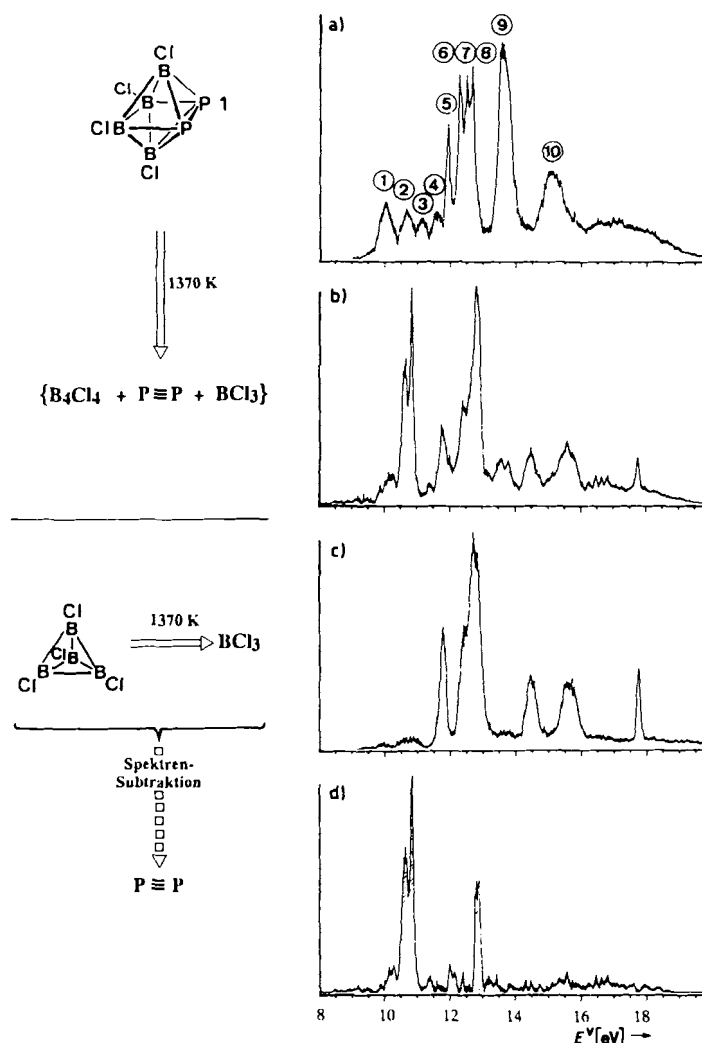 a)
① ② ③ ④ ⑤ ⑥ ⑦ ⑧ ⑨ ⑩
Cl
B
Cl
B
P 1
ClB
P
B
Cl
1370 K
{B₄Cl₄ + P≡P + BCl₃}
b)
c)
Cl
B
B
Cl
B
B
Cl
Cl
1370 K
BCl₃
Spektren-
Subtraktion
P ≡ P
d)
8 10 12 14 16 18
Eᵛ[eV] →